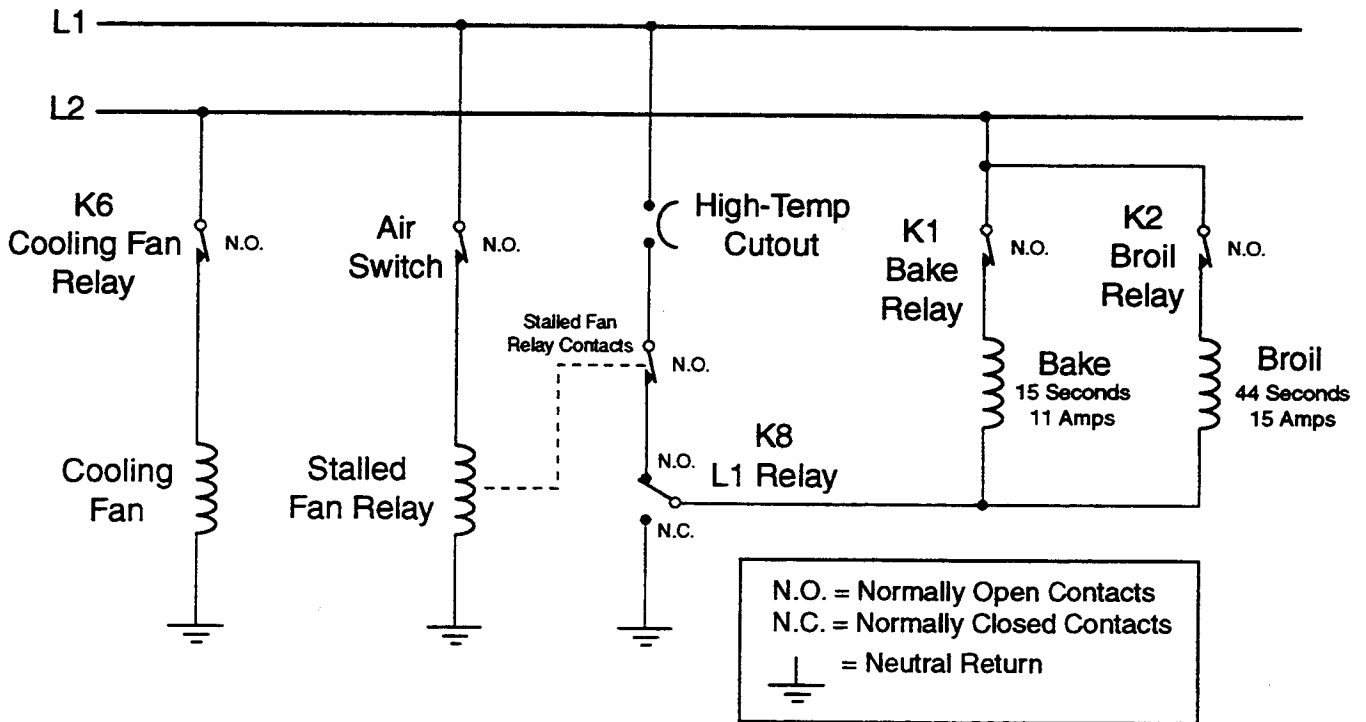 L1
L2
K6
Cooling Fan
Relay
N.O.
Air
Switch
N.O.
High-Temp
Cutout
K1
Bake
Relay
N.O.
K2
Broil
Relay
N.O.
Stalled Fan
Relay Contacts
N.O.
Bake
15 Seconds
11 Amps
Broil
44 Seconds
15 Amps
Cooling
Fan
Stalled
Fan Relay
K8
L1 Relay
N.O.
N.C.
N.O. = Normally Open Contacts
N.C. = Normally Closed Contacts
= Neutral Return